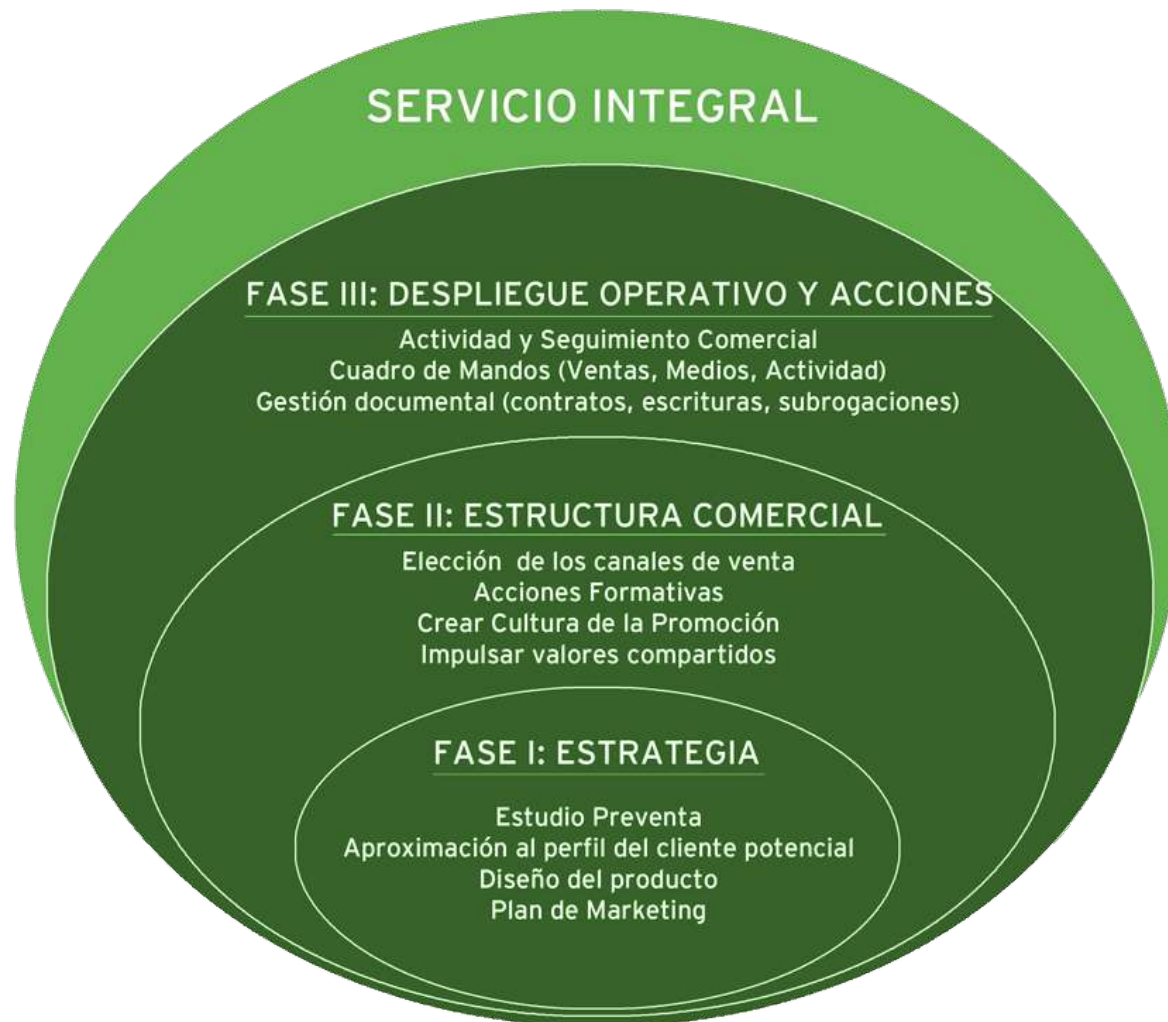 SERVICIO INTEGRAL
FASE III: DESPLIEGUE OPERATIVO Y ACCIONES
Actividad y Seguimiento Comercial
Cuadro de Mandos (Ventas, Medios, Actividad)
Gestión documental (contratos, escrituras, subrogaciones)
FASE II: ESTRUCTURA COMERCIAL
Elección de los canales de venta
Acciones Formativas
Crear Cultura de la Promoción
Impulsar valores compartidos
FASE I: ESTRATEGIA
Estudio Preventa
Aproximación al perfil del cliente potencial
Diseño del producto
Plan de Marketing